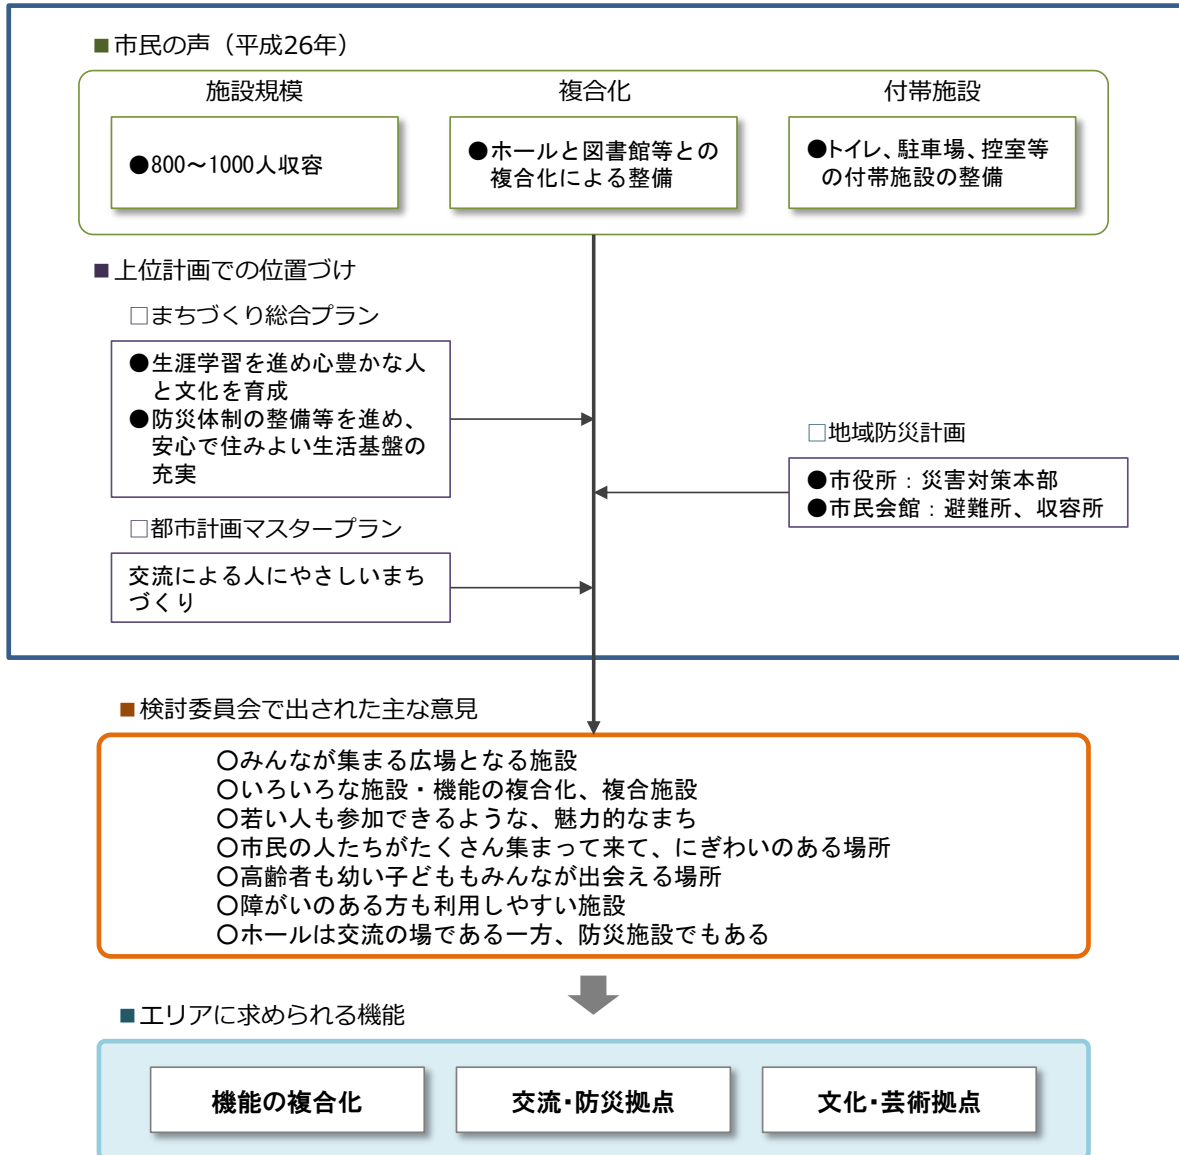 ■市民の声（平成26年）
施設規模
複合化
付帯施設
●800～1000人収容
●ホールと図書館等との
複合化による整備
●トイレ、駐車場、控室等
の付帯施設の整備
■上位計画での位置づけ
□まちづくり総合プラン
●生涯学習を進め心豊かな人
と文化を育成
●防災体制の整備等を進め、
安心で住みよい生活基盤の
充実
□地域防災計画
●市役所：災害対策本部
●市民会館：避難所、収容所
□都市計画マスタープラン
交流による人にやさしいまち
づくり
■検討委員会で出された主な意見
○みんなが集まる広場となる施設
○いろいろな施設・機能の複合化、複合施設
○若い人も参加できるような、魅力的なまち
○市民の人たちがたくさん集まって来て、にぎわいのある場所
○高齢者も幼い子どももみんなが出会える場所
○障がいのある方も利用しやすい施設
○ホールは交流の場である一方、防災施設でもある
■エリアに求められる機能
機能の複合化
交流・防災拠点
文化・芸術拠点